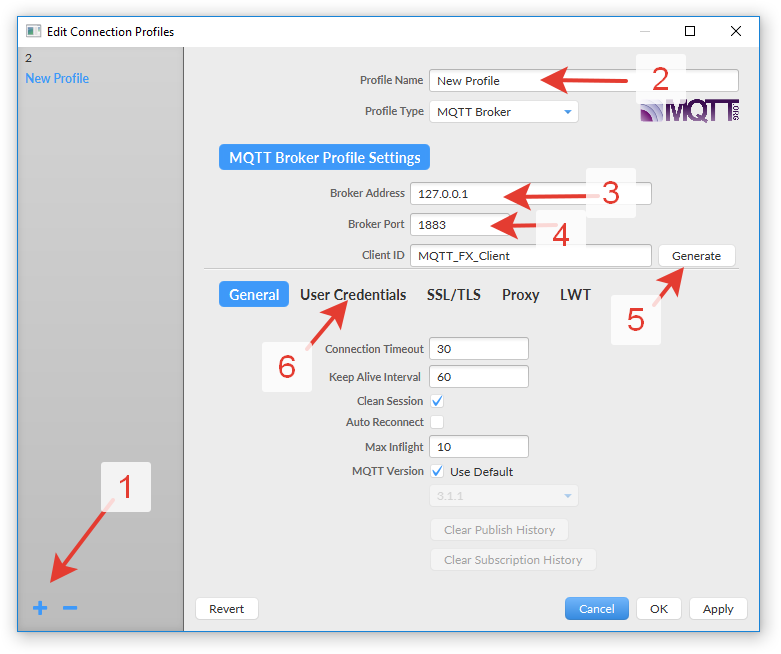 Edit Connection Profiles
2
New Profile
Profile Name New Profile 2
Profile Type MQTT Broker
MQTT.ORG
MQTT Broker Profile Settings
Broker Address 127.0.0.1 3
Broker Port 1883 4
Client ID MQTT_FX_Client Generate
5
General User Credentials SSL/TLS Proxy LWT
6
Connection Timeout 30
Keep Alive Interval 60
Clean Session
Auto Reconnect
Max Inflight 10
MQTT Version Use Default
3.1.1
1
Clear Publish History
Clear Subscription History
Revert Cancel OK Apply